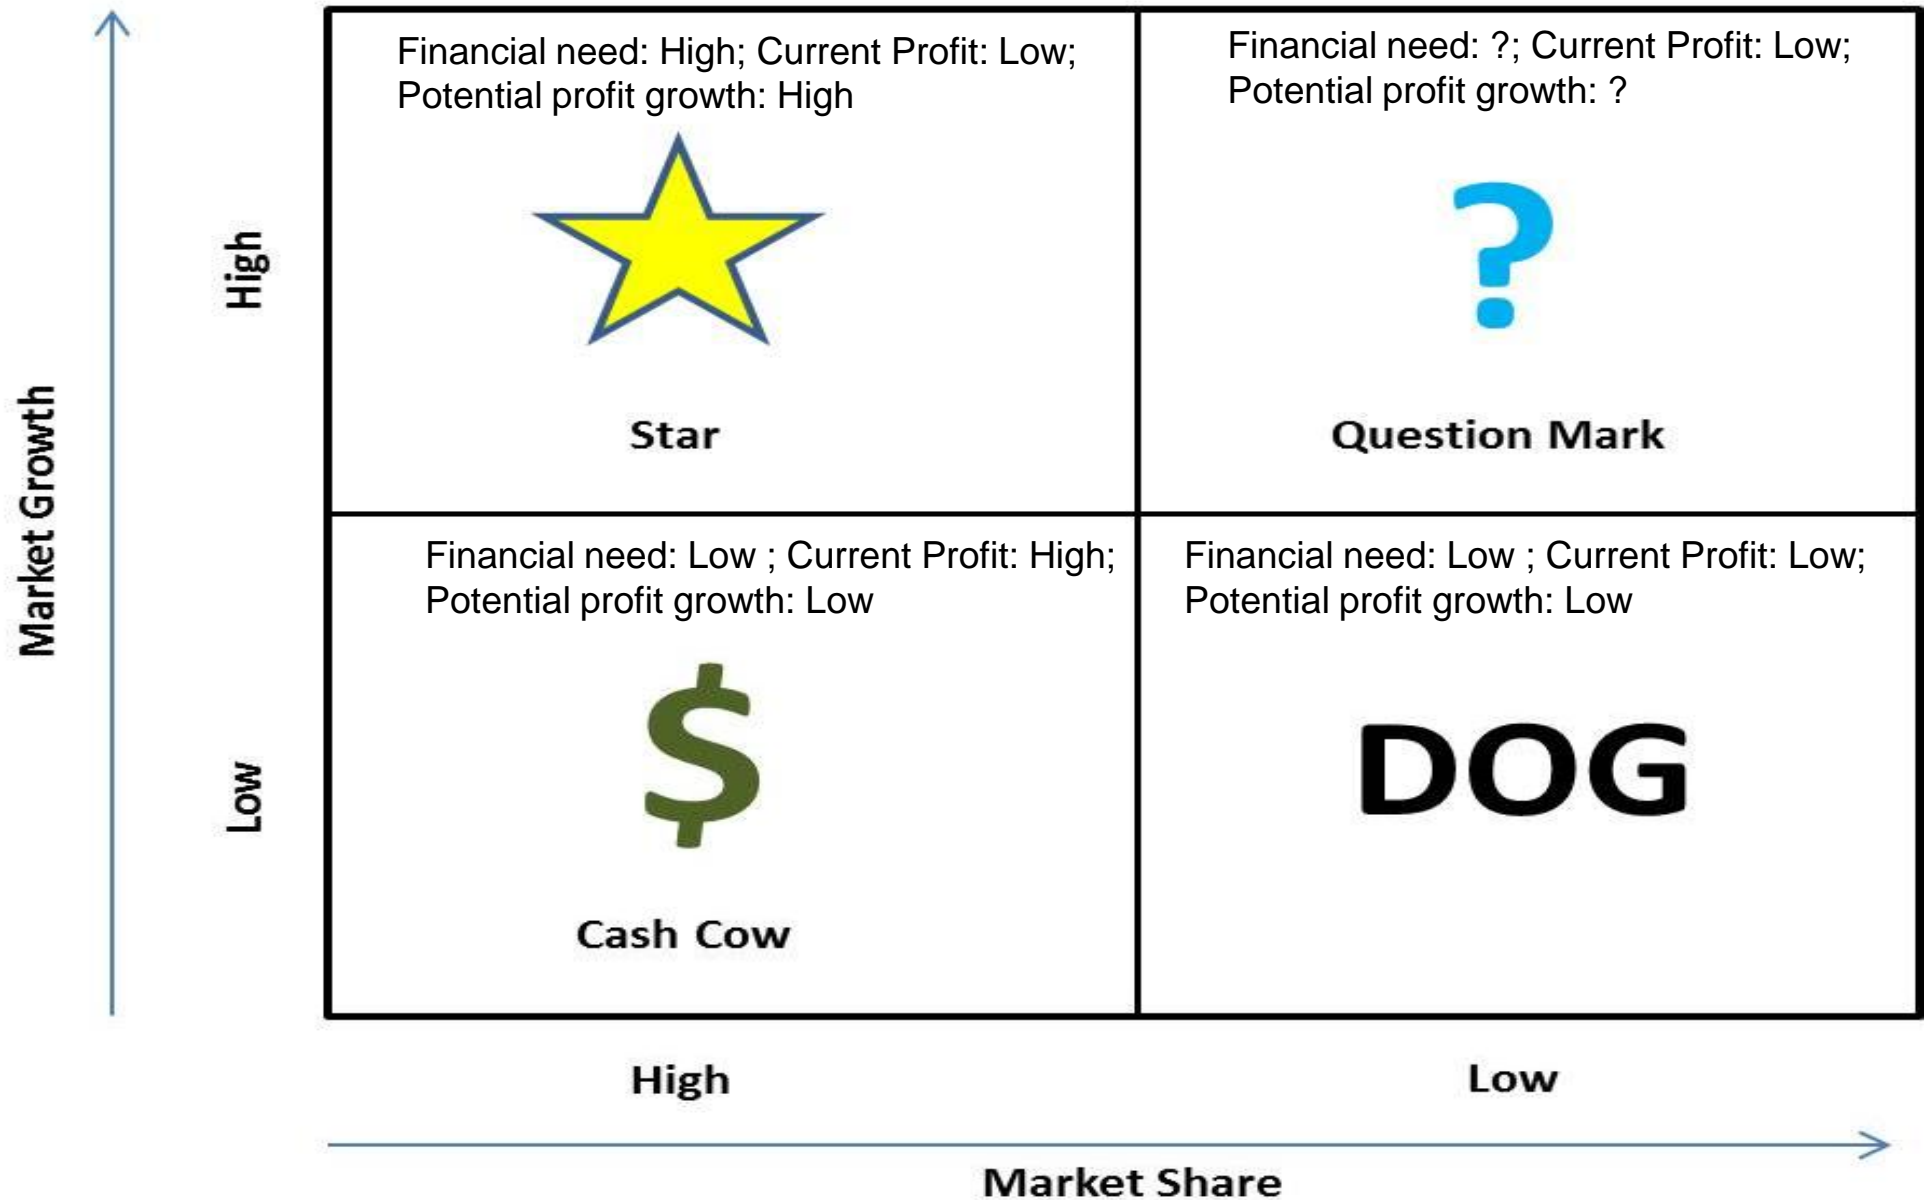 Financial need: High; Current Profit: Low;
Potential profit growth: High
Star
Financial need: ?; Current Profit: Low;
Potential profit growth: ?
?
Question Mark
Financial need: Low ; Current Profit: High;
Potential profit growth: Low
$
Cash Cow
Financial need: Low ; Current Profit: Low;
Potential profit growth: Low
DOG
Market Growth
High
Low
High
Low
Market Share